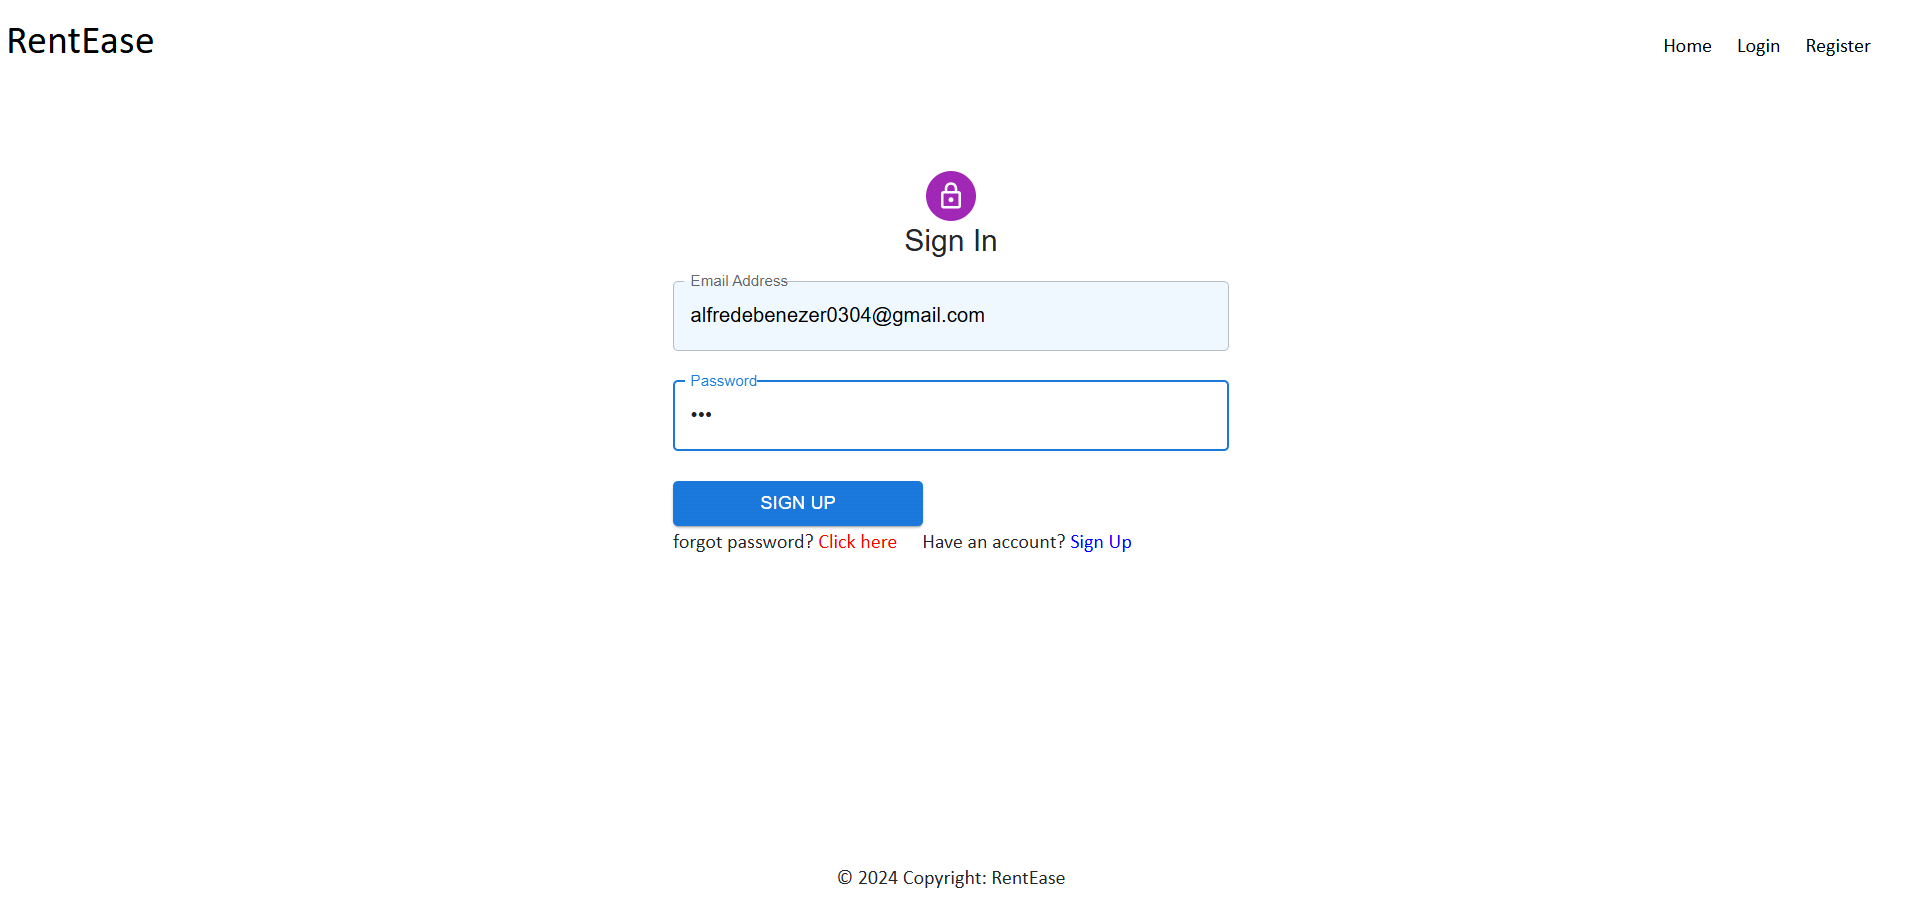 RentEase
Home Login Register
Sign In
Email Address
alfredebenezer0304@gmail.com
Password
•••
SIGN UP
forgot password? Click here Have an account? Sign Up
© 2024 Copyright: RentEase